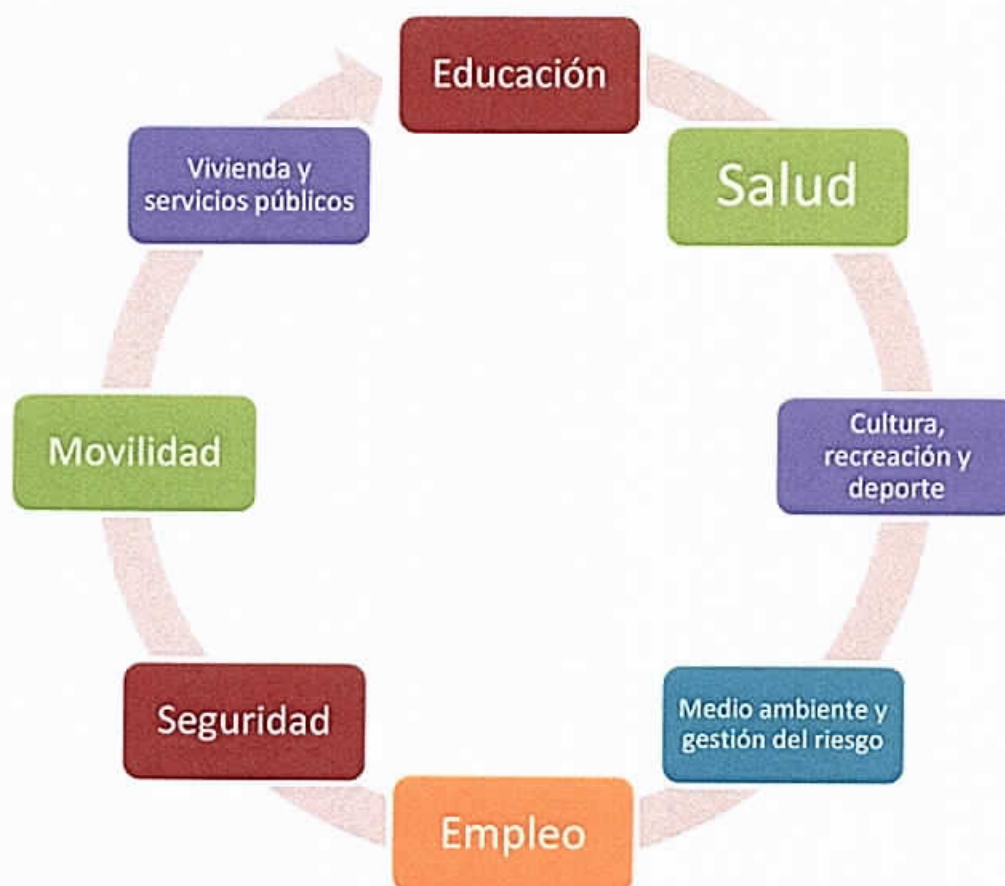 Educación
Salud
Cultura,
recreación y
deporte
Medio ambiente y
gestión del riesgo
Empleo
Seguridad
Movilidad
Vivienda y
servicios públicos